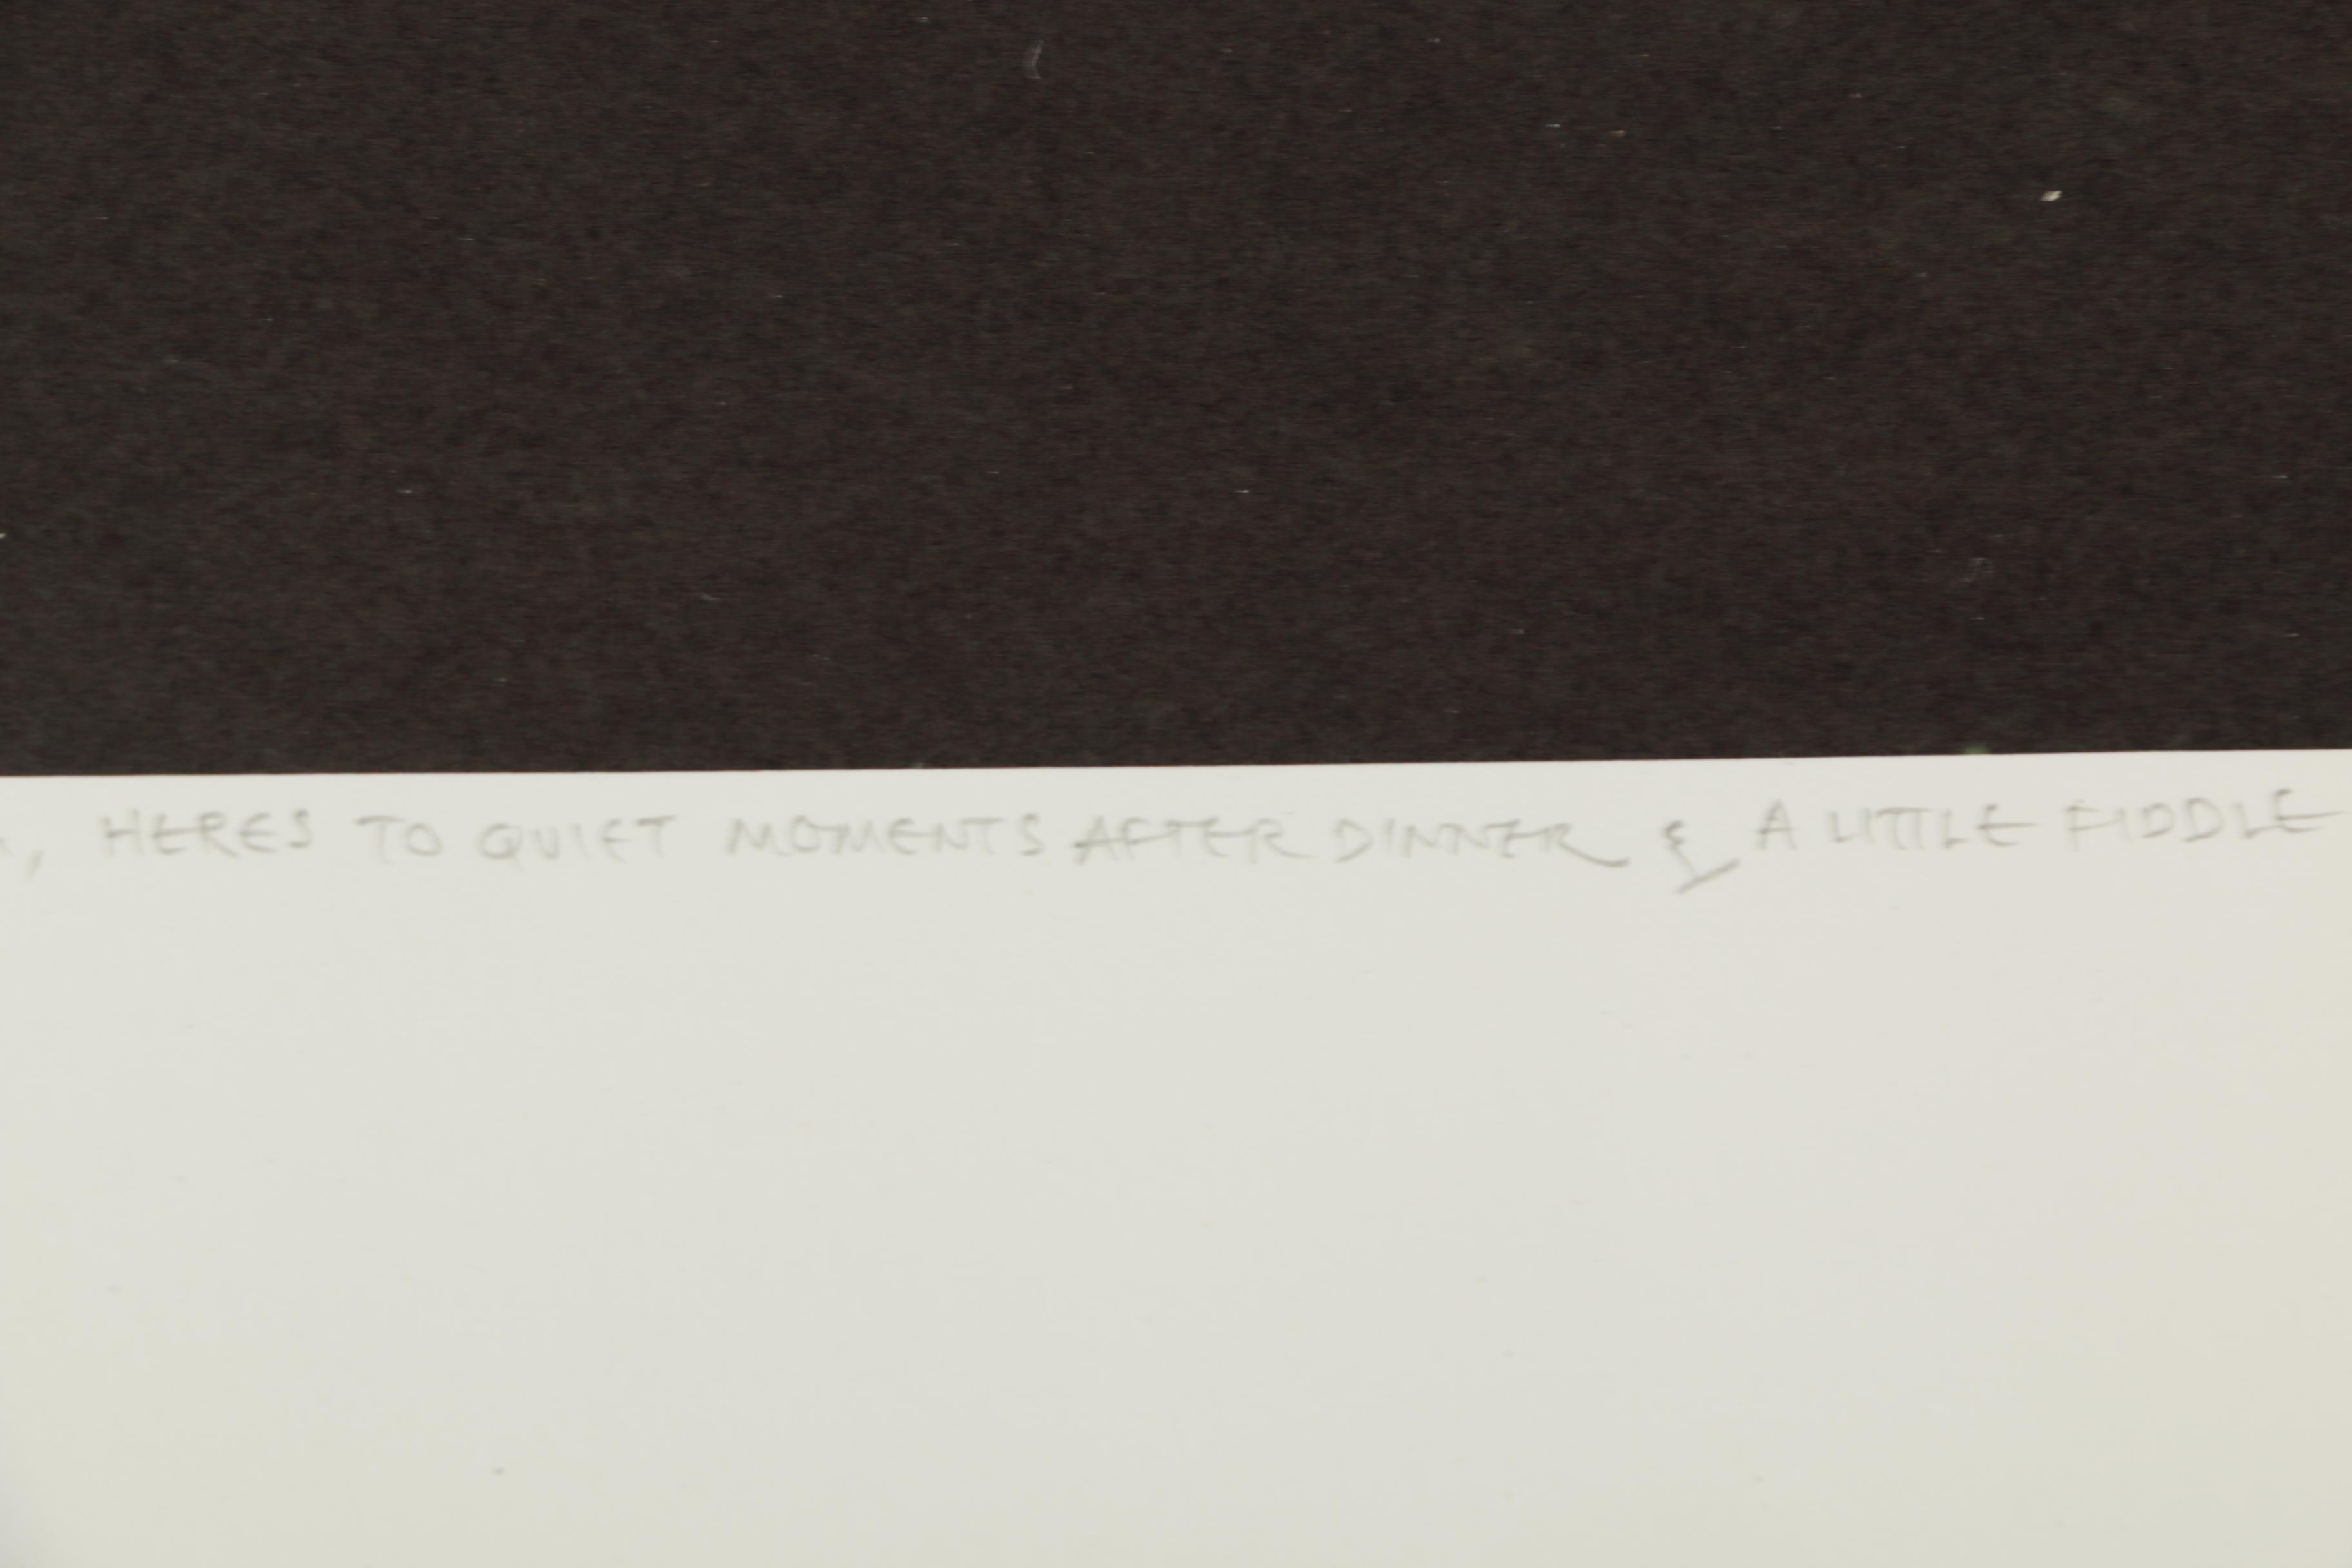 , HERES TO QUIET MOMENTS AFTER DINNER & A LITTLE FIDDLE